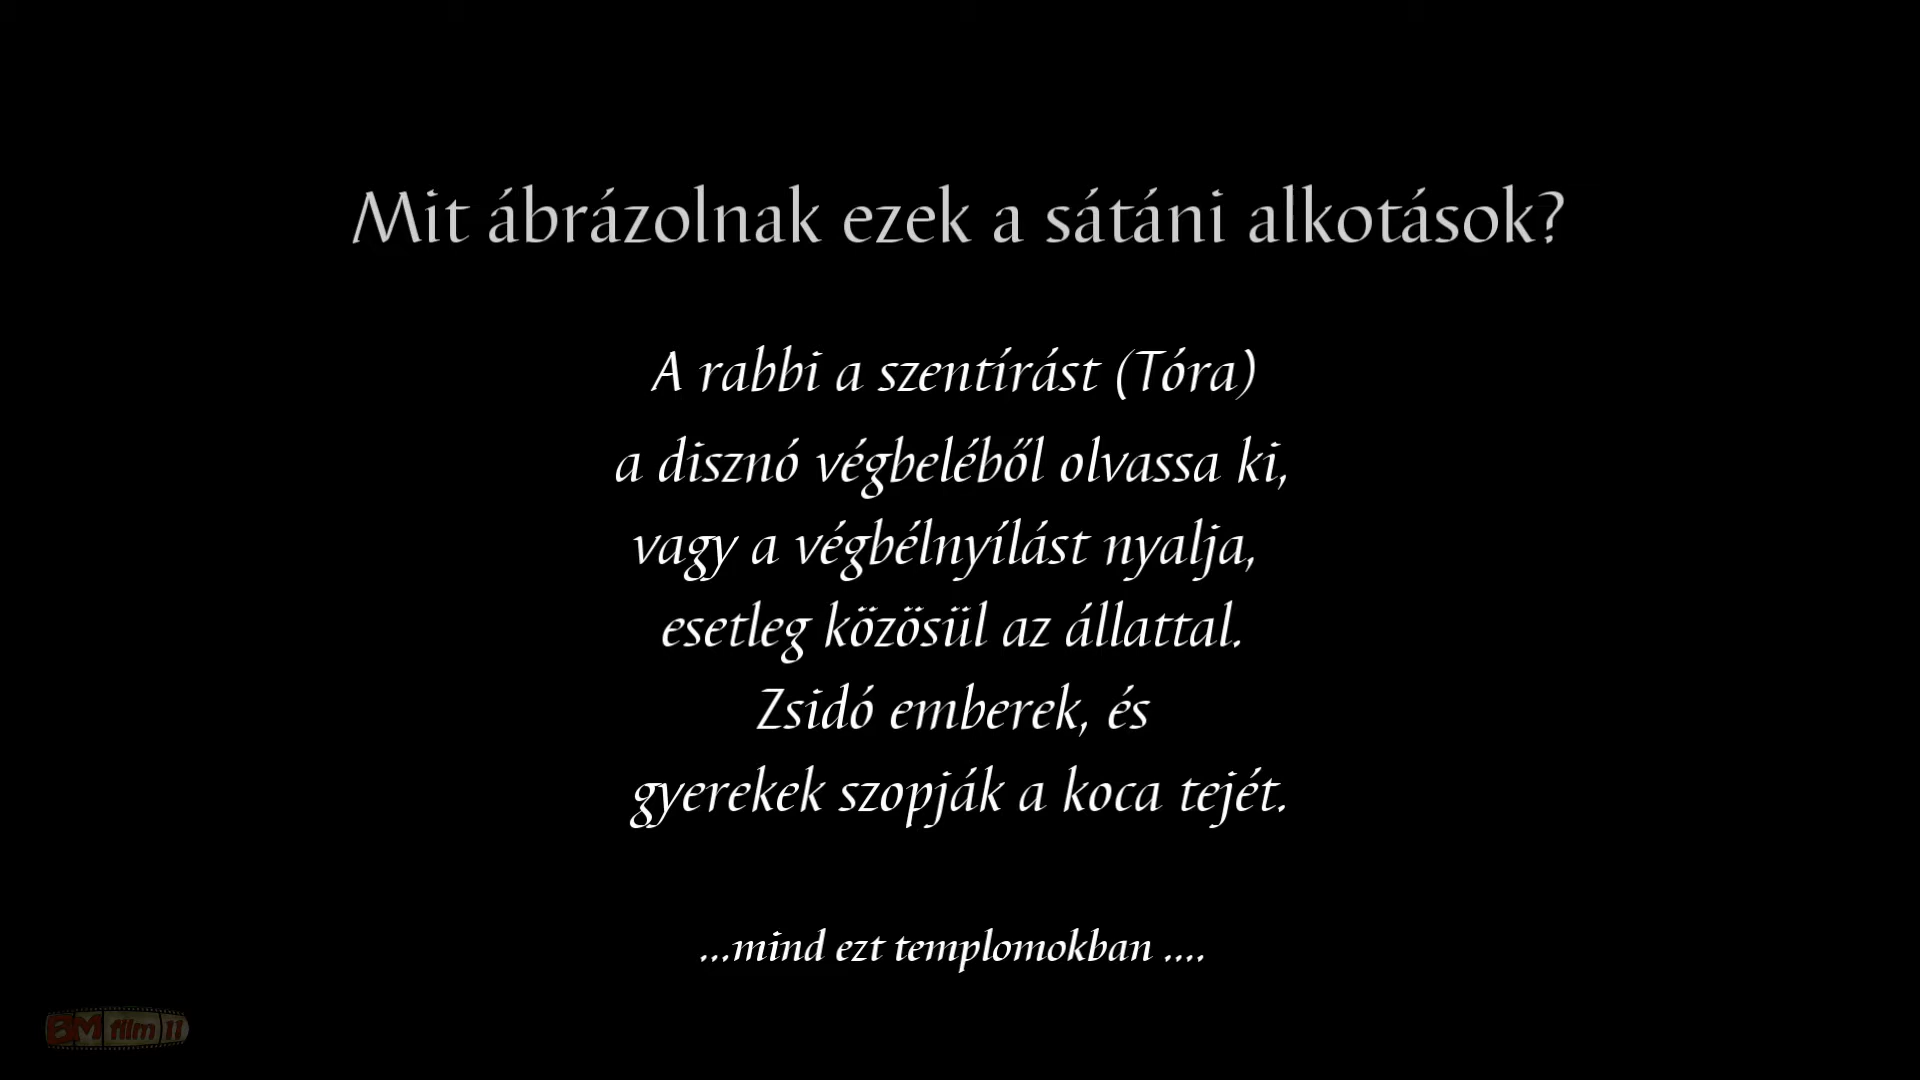 Mit ábrázolnak ezek a sátáni alkotások?
A rabbi a szentírást (Tóra)
a disznó végbeléből olvassa ki,
vagy a végbélnyílást nyalja,
esetleg közösül az állattal.
Zsidó emberek, és
gyerekek szopják a koca tejét.
...mind ezt templomokban ....
BM film 11